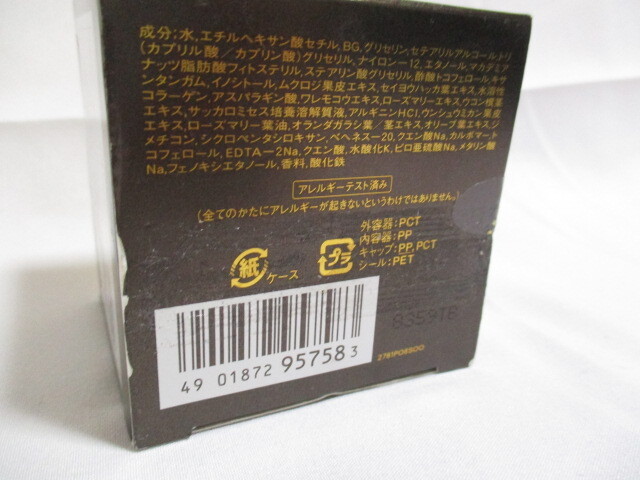 成分:水,エチルヘキサン酸セチル,BG,グリセリン,セテアリルアルコール,トリ
(カプリル酸/カプリン酸)グリセリル,ナイロン-12,エタノール,マカデミア
ナッツ脂肪酸フィトステリル,ステアリン酸グリセリル,酢酸トコフェロール,キサ
ンタンガム,イノシトール,ムクロジ果皮エキス,セイヨウハッカ葉エキス,水溶性
コラーゲン,アスパラギン酸,ワレモコウエキス,ローズマリーエキス,ウコン根茎
エキス,サッカロミセス培養溶解質液,アルギニンHCl,ウンシュウミカン果皮
エキス,ローズマリー葉油,オランダガラシ葉/茎エキス,オリーブ葉エキス,ジ
メチコン,シクロペンタシロキサン,ベヘネス-20,クエン酸Na,カルボマー,ト
コフェロール,EDTA-2Na,クエン酸,水酸化K,ピロ亜硫酸Na,メタリン酸
Na,フェノキシエタノール,香料,酸化鉄
アレルギーテスト済み
(全てのかたにアレルギーが起きないというわけではありません。)
紙 ケース
プラ
外容器:PCT
内容器:PP
キャップ:PP,PCT
シール:PET
8359TB
4 901872 957583